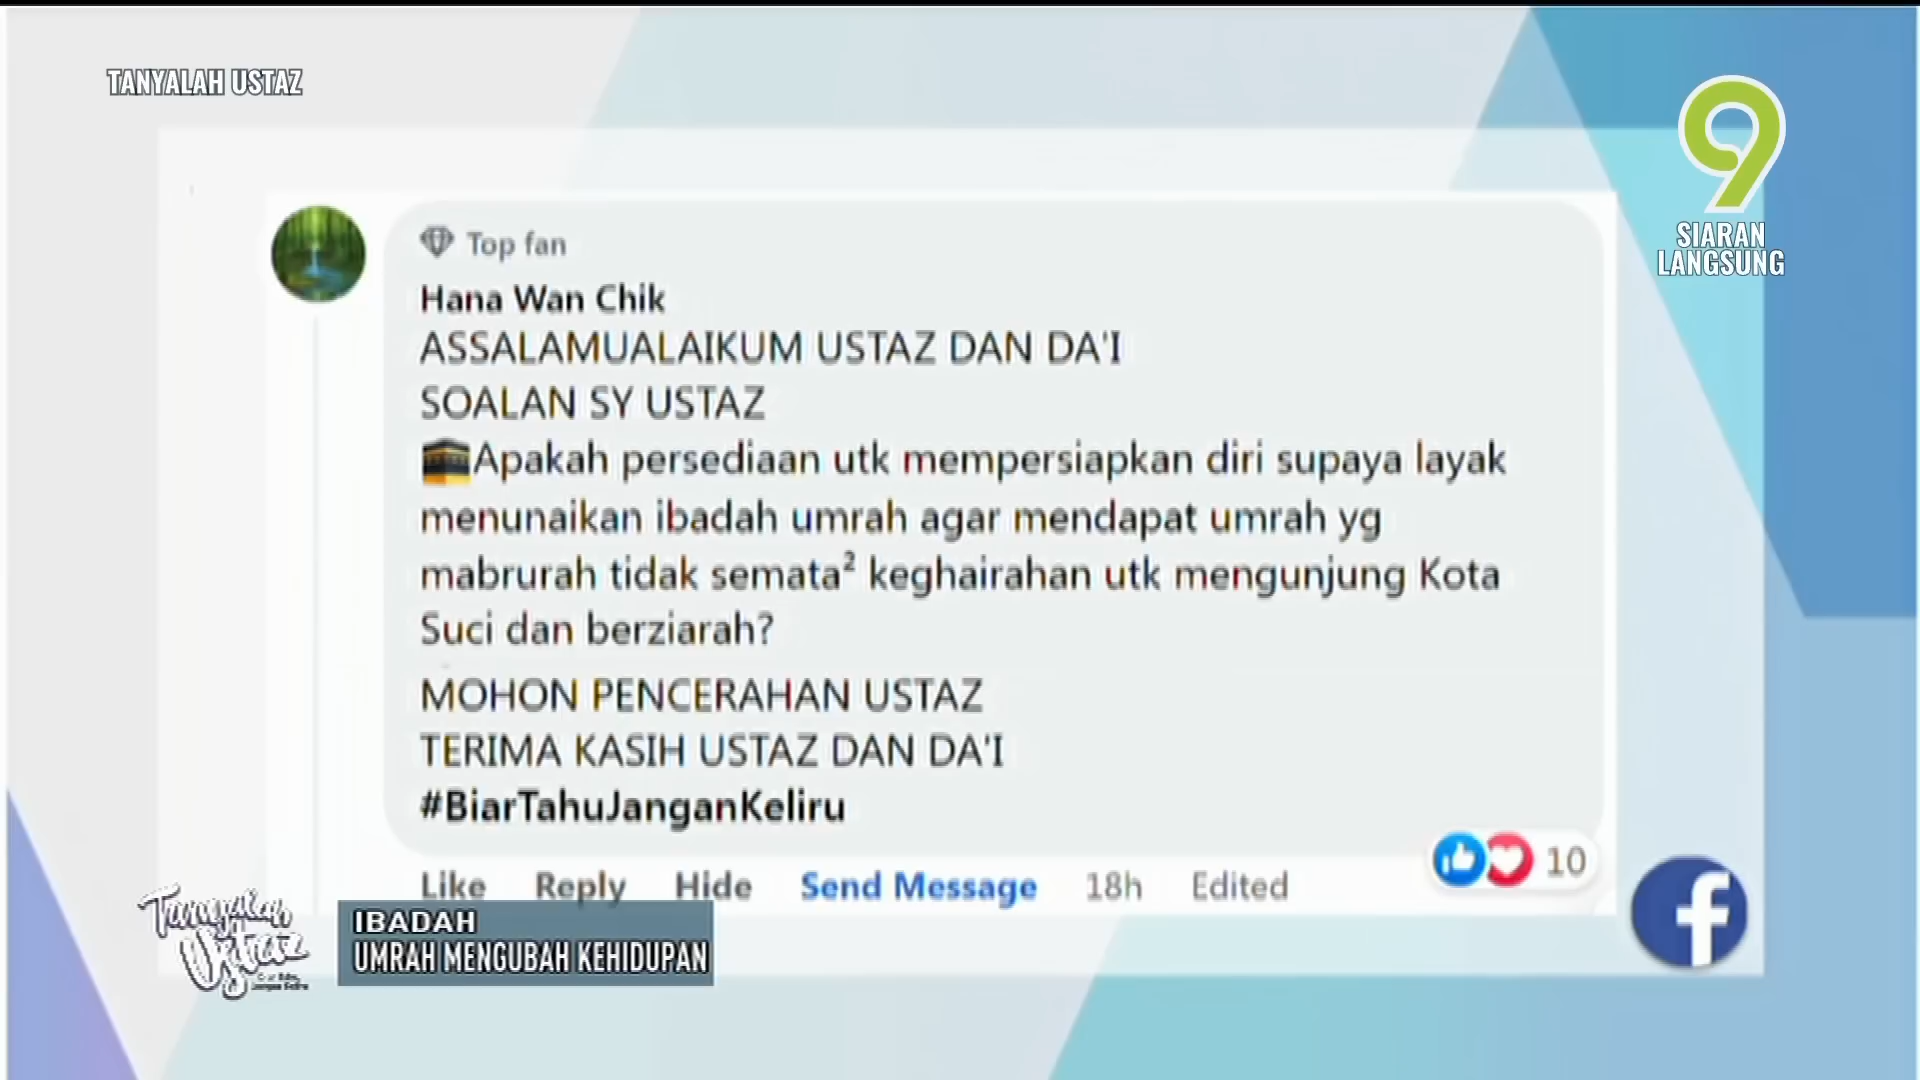 TANYALAH USTAZ
9
SIARAN
LANGSUNG
Top fan
Hana Wan Chik
ASSALAMUALAIKUM USTAZ DAN DA'I
SOALAN SY USTAZ
🕋Apakah persediaan utk mempersiapkan diri supaya layak
menunaikan ibadah umrah agar mendapat umrah yg
mabrurah tidak semata² keghairahan utk mengunjung Kota
Suci dan berziarah?
MOHON PENCERAHAN USTAZ
TERIMA KASIH USTAZ DAN DA'I
#BiarTahuJanganKeliru
Like Reply Hide Send Message 18h Edited 10
f
Tanyalah
Ustaz
IBADAH
UMRAH MENGUBAH KEHIDUPAN